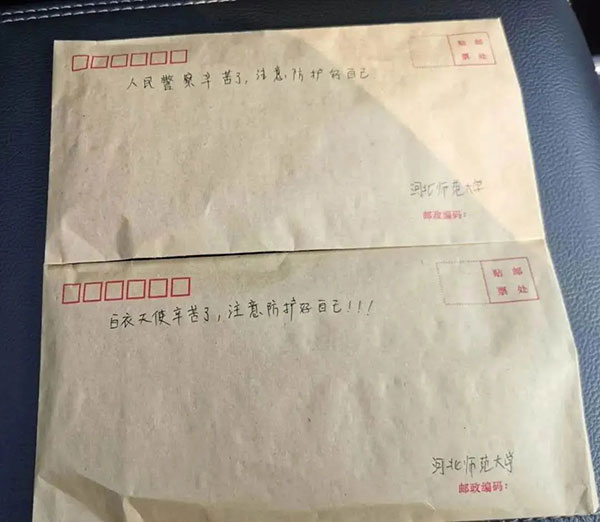 贴 邮
票 处
人民警察辛苦了，注意防护好自己
河北师范大学
邮政编码：
贴 邮
票 处
白衣天使辛苦了，注意防护好自己！！！
河北师范大学
邮政编码：